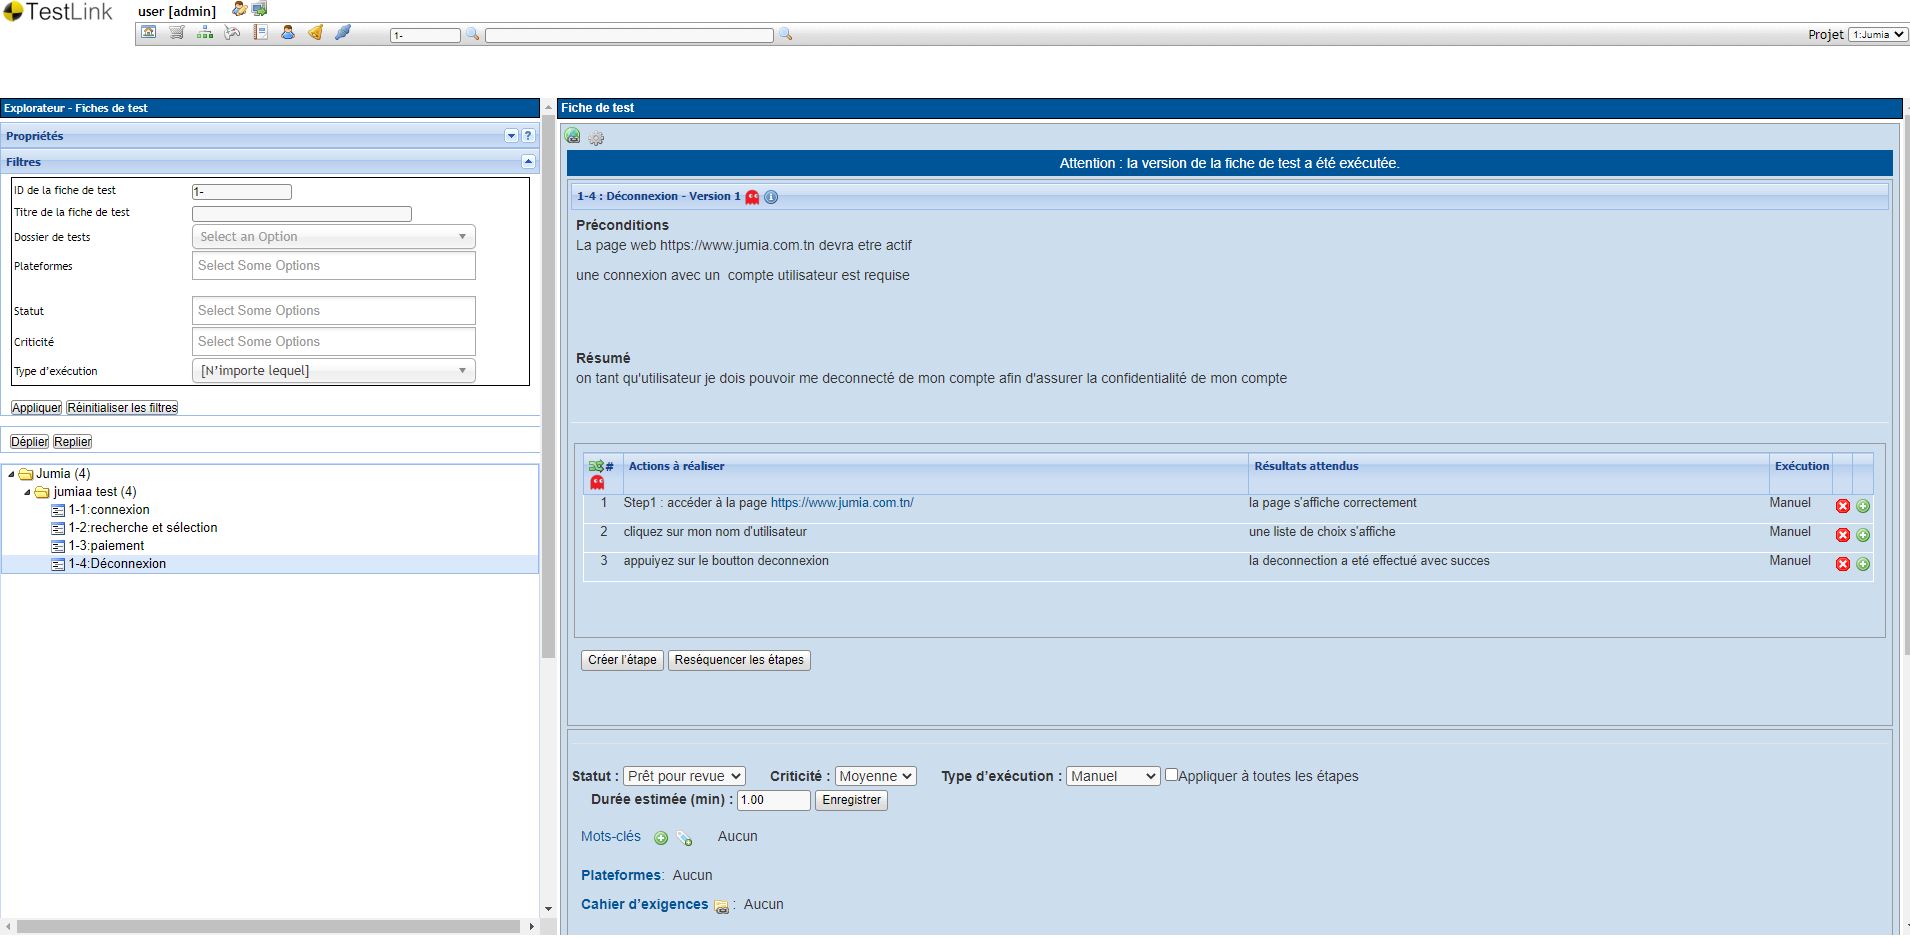 TestLink
user [admin]
1-
Projet 1:Jumia
Explorateur - Fiches de test
Propriétés
?
Filtres
ID de la fiche de test 1-
Titre de la fiche de test
Dossier de tests Select an Option
Plateformes Select Some Options
Statut Select Some Options
Criticité Select Some Options
Type d'exécution [N'importe lequel]
Appliquer Réinitialiser les filtres
Déplier Replier
Jumia (4)
jumiaa test (4)
1-1:connexion
1-2:recherche et sélection
1-3:paiement
1-4:Déconnexion
Fiche de test
Attention : la version de la fiche de test a été exécutée.
1-4 : Déconnexion - Version 1
Préconditions
La page web https://www.jumia.com.tn devra etre actif
une connexion avec un compte utilisateur est requise
Résumé
on tant qu'utilisateur je dois pouvoir me deconnecté de mon compte afin d'assurer la confidentialité de mon compte
# Actions à réaliser Résultats attendus Exécution
1 Step1 : accéder à la page https://www.jumia.com.tn/ la page s'affiche correctement Manuel
2 cliquez sur mon nom d'utilisateur une liste de choix s'affiche Manuel
3 appuiyez sur le boutton deconnexion la deconnection a eté effectué avec succes Manuel
Créer l'étape Reséquencer les étapes
Statut : Prêt pour revue Criticité : Moyenne Type d'exécution : Manuel Appliquer à toutes les étapes
Durée estimée (min) : 1.00 Enregistrer
Mots-clés Aucun
Plateformes: Aucun
Cahier d'exigences : Aucun